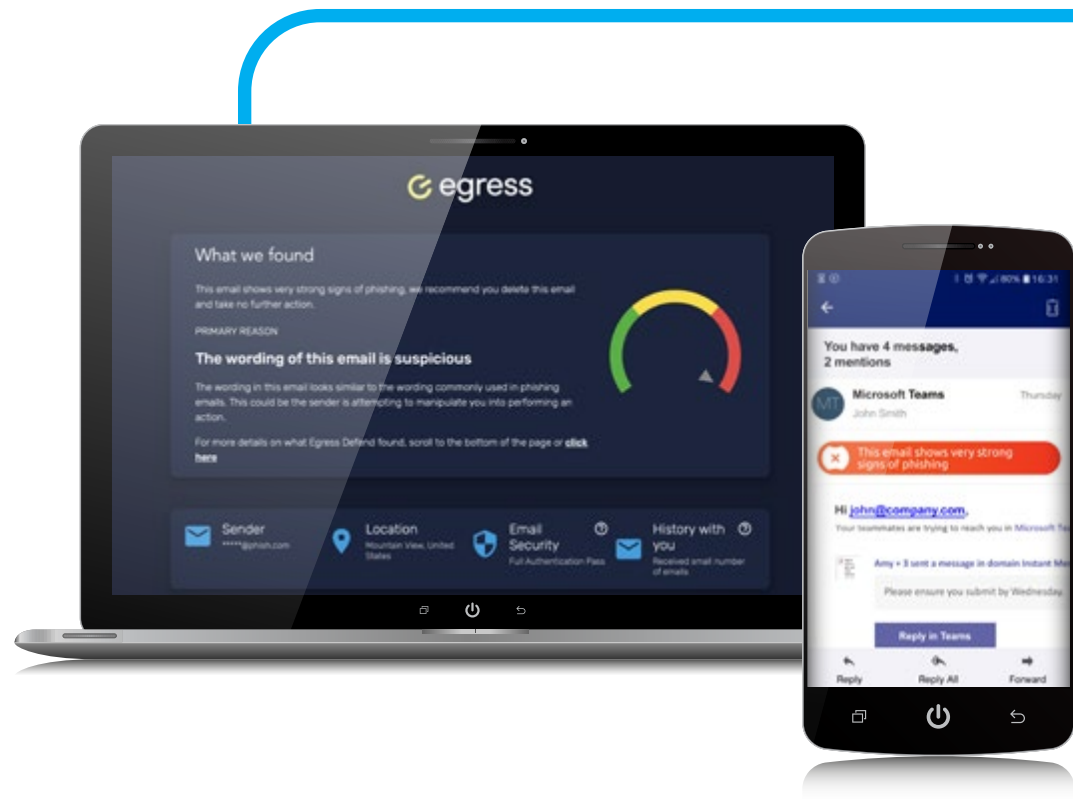 egress
What we found
This email shows very strong signs of phishing, we recommend you delete this email
and take no further action.
PRIMARY REASON
The wording of this email is suspicious
The wording in this email looks similar to the wording commonly used in phishing
emails. This could be the sender is attempting to manipulate you into performing an
action.
For more details on what Egress Defend found, scroll to the bottom of the page or click
here
Sender
*****@phish.com
Location
Mountain View, United
States
Email
Security
Full Authentication Pass
History with
you
Received small number
of emails
80% 16:31
You have 4 messages,
2 mentions
MT
Microsoft Teams
Thursday
John Smith
This email shows very strong
signs of phishing
Hi john@company.com,
Your teammates are trying to reach you in Microsoft Te
Amy + 3 sent a message in domain Instant Me
Please ensure you submit by Wednesday.
Reply in Teams
Reply
Reply All
Forward